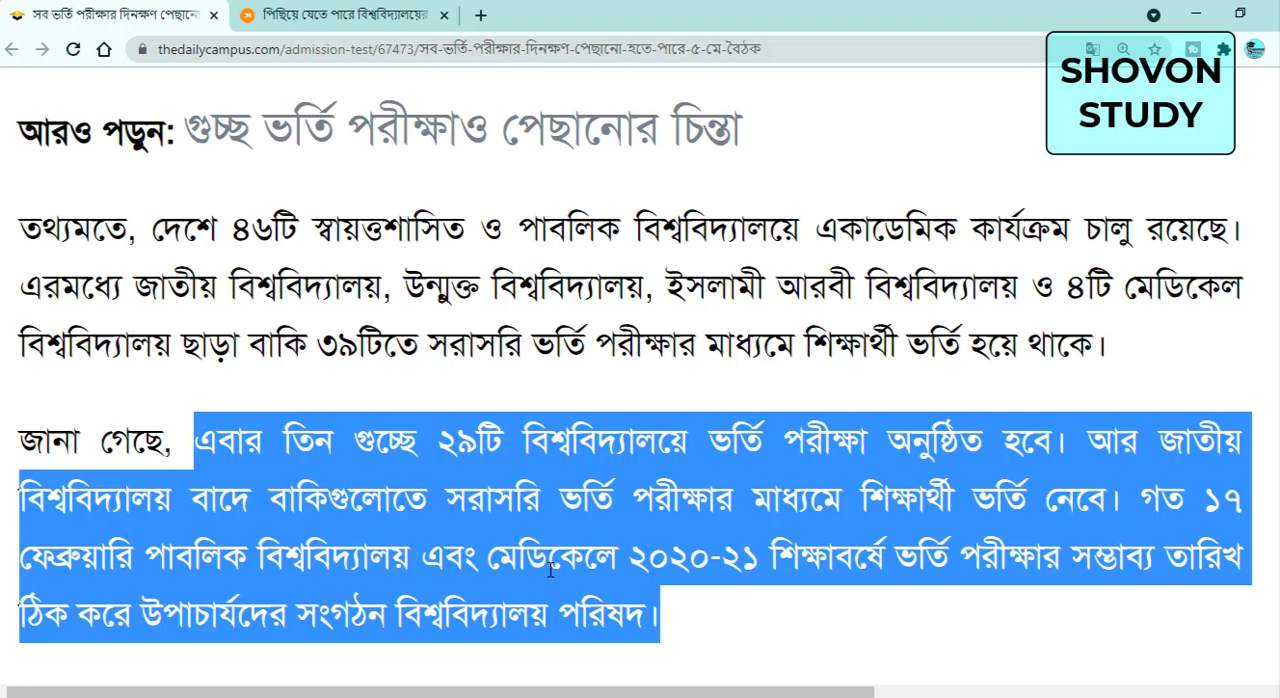 সব ভর্তি পরীক্ষার দিনক্ষণ পেছানো
পিছিয়ে যেতে পারে বিশ্ববিদ্যালয়ের
thedailycampus.com/admission-test/67473/সব-ভর্তি-পরীক্ষার-দিনক্ষণ-পেছানো-হতে-পারে-৫-মে-বৈঠক
SHOVON
STUDY
আরও পড়ুন: গুচ্ছ ভর্তি পরীক্ষাও পেছানোর চিন্তা
তথ্যমতে, দেশে ৪৬টি স্বায়ত্তশাসিত ও পাবলিক বিশ্ববিদ্যালয়ে একাডেমিক কার্যক্রম চালু রয়েছে।
এরমধ্যে জাতীয় বিশ্ববিদ্যালয়, উন্মুক্ত বিশ্ববিদ্যালয়, ইসলামী আরবী বিশ্ববিদ্যালয় ও ৪টি মেডিকেল
বিশ্ববিদ্যালয় ছাড়া বাকি ৩৯টিতে সরাসরি ভর্তি পরীক্ষার মাধ্যমে শিক্ষার্থী ভর্তি হয়ে থাকে।
জানা গেছে, এবার তিন গুচ্ছে ২৯টি বিশ্ববিদ্যালয়ে ভর্তি পরীক্ষা অনুষ্ঠিত হবে। আর জাতীয়
বিশ্ববিদ্যালয় বাদে বাকিগুলোতে সরাসরি ভর্তি পরীক্ষার মাধ্যমে শিক্ষার্থী ভর্তি নেবে। গত ১৭
ফেব্রুয়ারি পাবলিক বিশ্ববিদ্যালয় এবং মেডিকেলে ২০২০-২১ শিক্ষাবর্ষে ভর্তি পরীক্ষার সম্ভাব্য তারিখ
ঠিক করে উপাচার্যদের সংগঠন বিশ্ববিদ্যালয় পরিষদ।